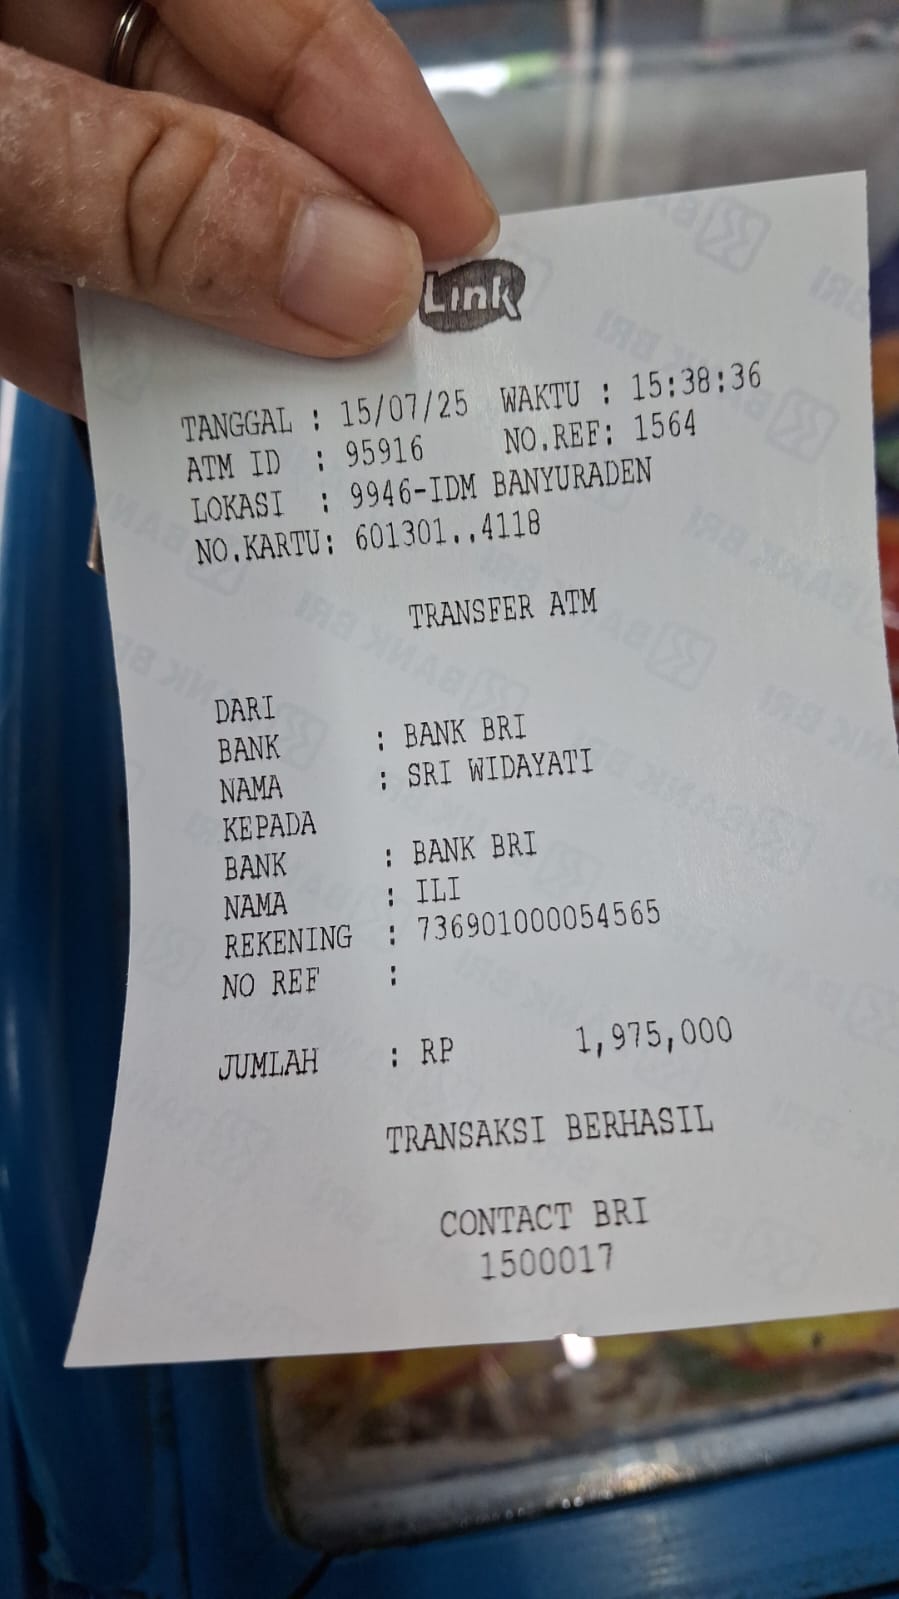 Link
TANGGAL : 15/07/25 WAKTU : 15:38:36
ATM ID : 95916 NO.REF: 1564
LOKASI : 9946-IDM BANYURADEN
NO.KARTU: 601301..4118
TRANSFER ATM
DARI
BANK : BANK BRI
NAMA : SRI WIDAYATI
KEPADA
BANK : BANK BRI
NAMA : ILI
REKENING : 736901000054565
NO REF :
JUMLAH : RP 1,975,000
TRANSAKSI BERHASIL
CONTACT BRI
1500017